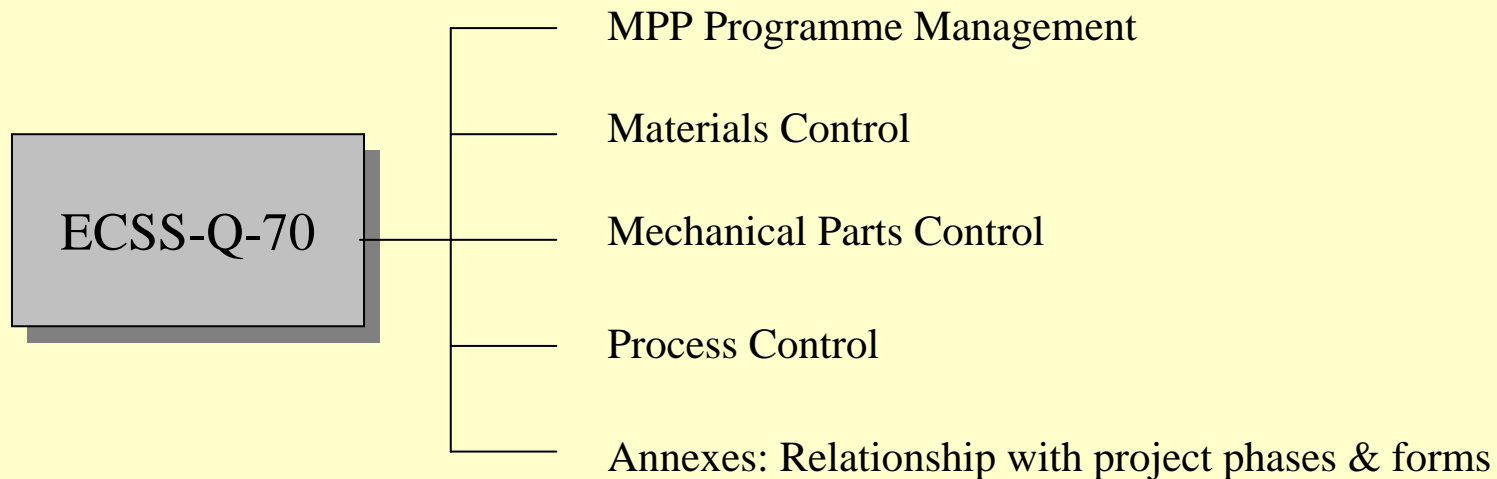 ECSS-Q-70
MPP Programme Management
Materials Control
Mechanical Parts Control
Process Control
Annexes: Relationship with project phases & forms